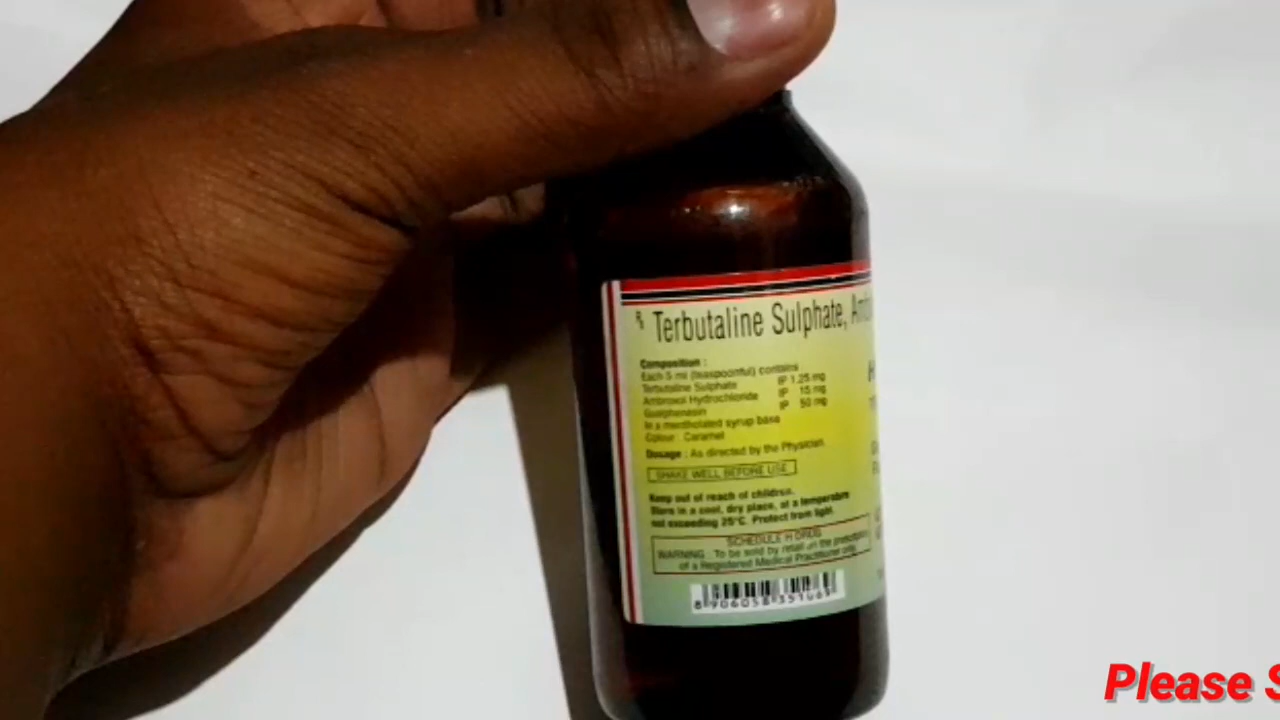 Rx Terbutaline Sulphate,
Composition :
Each 5 ml (teaspoonful) contains
Terbutaline Sulphate IP 1.25 mg
Ambroxol Hydrochloride IP 15 mg
Guaiphenesin IP 50 mg
In a mentholated syrup base
Colour : Caramel
Dosage : As directed by the Physician
SHAKE WELL BEFORE USE
Keep out of reach of children.
Store in a cool, dry place, at a temperature
not exceeding 25°C. Protect from light.
SCHEDULE H DRUG
WARNING : To be sold by retail on the prescription
of a Registered Medical Practitioner only.
Please S